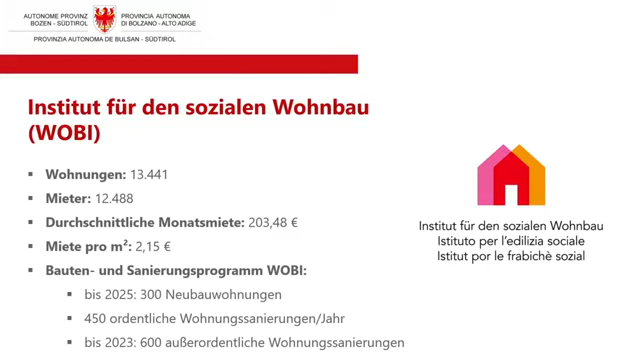 AUTONOME PROVINZ
BOZEN - SÜDTIROL
PROVINCIA AUTONOMA
DI BOLZANO - ALTO ADIGE
PROVINZIA AUTONOMA DE BULSAN - SÜDTIROL
Institut für den sozialen Wohnbau
(WOBI)
▪ Wohnungen: 13.441
▪ Mieter: 12.488
▪ Durchschnittliche Monatsmiete: 203,48 €
▪ Miete pro m²: 2,15 €
▪ Bauten- und Sanierungsprogramm WOBI:
▪ bis 2025: 300 Neubauwohnungen
▪ 450 ordentliche Wohnungssanierungen/Jahr
▪ bis 2023: 600 außerordentliche Wohnungssanierungen
Institut für den sozialen Wohnbau
Istituto per l'edilizia sociale
Istitut por le frabichè sozial